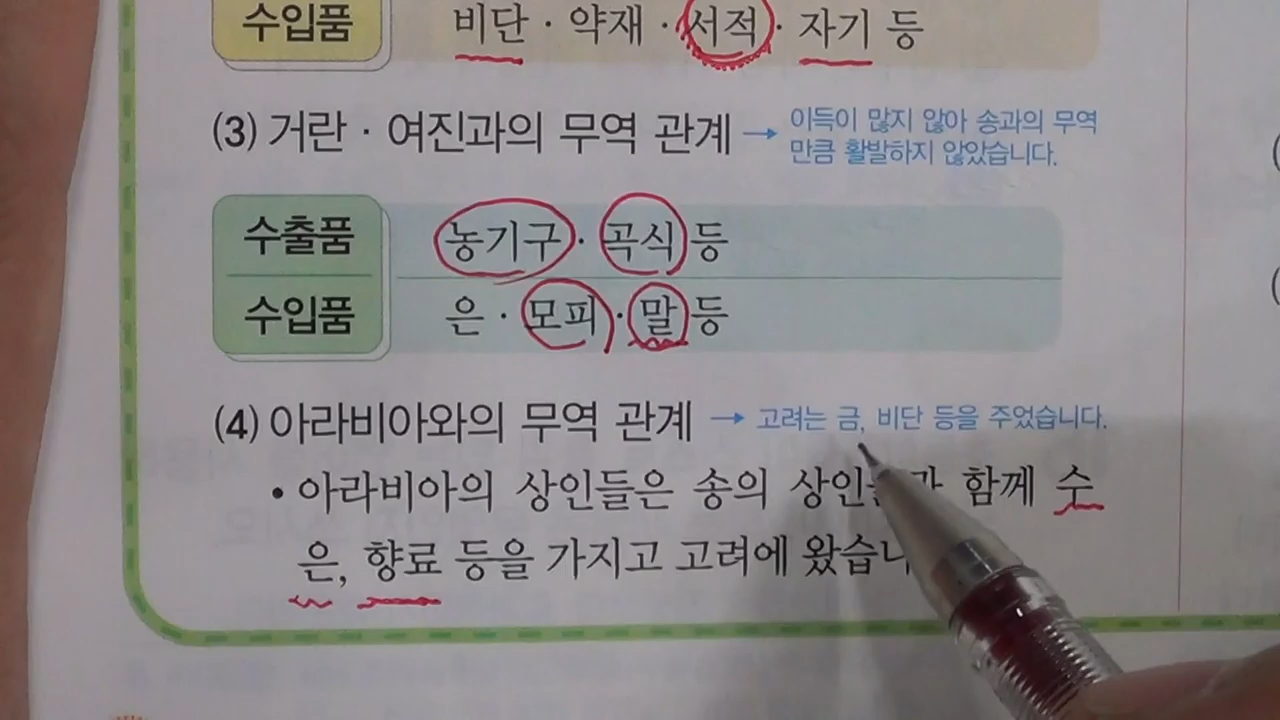 수입품 비단 · 약재 · 서적 · 자기 등
(3) 거란 · 여진과의 무역 관계 → 이득이 많지 않아 송과의 무역
만큼 활발하지 않았습니다.
수출품 농기구 · 곡식 등
수입품 은 · 모피 · 말 등
(4) 아라비아와의 무역 관계 → 고려는 금, 비단 등을 주었습니다.
• 아라비아의 상인들은 송의 함께 수
은, 향료 등을 가지고 고려에